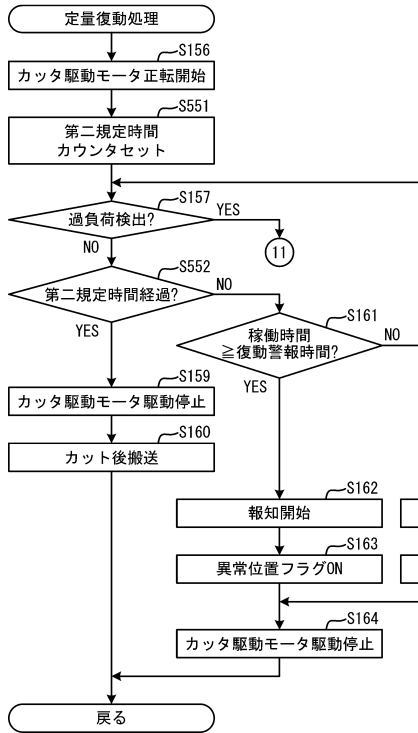 定量復動処理
S156
カッタ駆動モータ正転開始
S551
第二規定時間
カウンタセット
S157
過負荷検出?
YES
NO
11
S552
第二規定時間経過?
NO
YES
S161
稼働時間
≧復動警報時間?
NO
YES
S159
カッタ駆動モータ駆動停止
S160
カット後搬送
S162
報知開始
S163
異常位置フラグON
S164
カッタ駆動モータ駆動停止
戻る